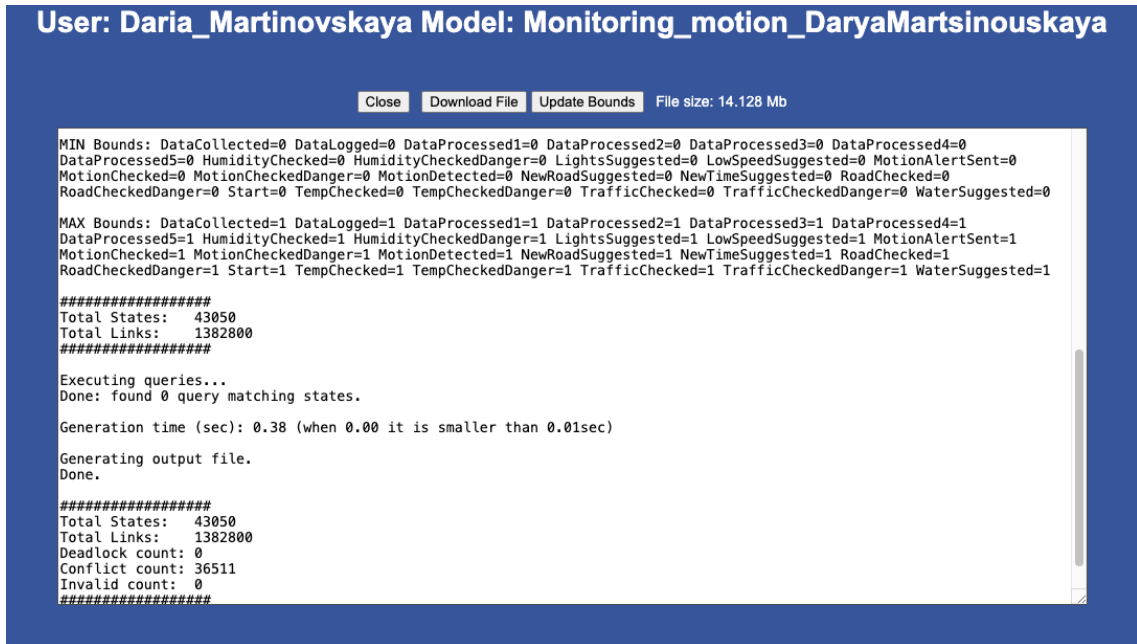 User: Daria_Martinovskaya Model: Monitoring_motion_DaryaMartsinouskaya
Close Download File Update Bounds File size: 14.128 Mb
MIN Bounds: DataCollected=0 DataLogged=0 DataProcessed1=0 DataProcessed2=0 DataProcessed3=0 DataProcessed4=0
DataProcessed5=0 HumidityChecked=0 HumidityCheckedDanger=0 LightsSuggested=0 LowSpeedSuggested=0 MotionAlertSent=0
MotionChecked=0 MotionCheckedDanger=0 MotionDetected=0 NewRoadSuggested=0 NewTimeSuggested=0 RoadChecked=0
RoadCheckedDanger=0 Start=0 TempChecked=0 TempCheckedDanger=0 TrafficChecked=0 TrafficCheckedDanger=0 WaterSuggested=0
MAX Bounds: DataCollected=1 DataLogged=1 DataProcessed1=1 DataProcessed2=1 DataProcessed3=1 DataProcessed4=1
DataProcessed5=1 HumidityChecked=1 HumidityCheckedDanger=1 LightsSuggested=1 LowSpeedSuggested=1 MotionAlertSent=1
MotionChecked=1 MotionCheckedDanger=1 MotionDetected=1 NewRoadSuggested=1 NewTimeSuggested=1 RoadChecked=1
RoadCheckedDanger=1 Start=1 TempChecked=1 TempCheckedDanger=1 TrafficChecked=1 TrafficCheckedDanger=1 WaterSuggested=1
##################
Total States: 43050
Total Links: 1382800
##################
Executing queries...
Done: found 0 query matching states.
Generation time (sec): 0.38 (when 0.00 it is smaller than 0.01sec)
Generating output file.
Done.
##################
Total States: 43050
Total Links: 1382800
Deadlock count: 0
Conflict count: 36511
Invalid count: 0
##################